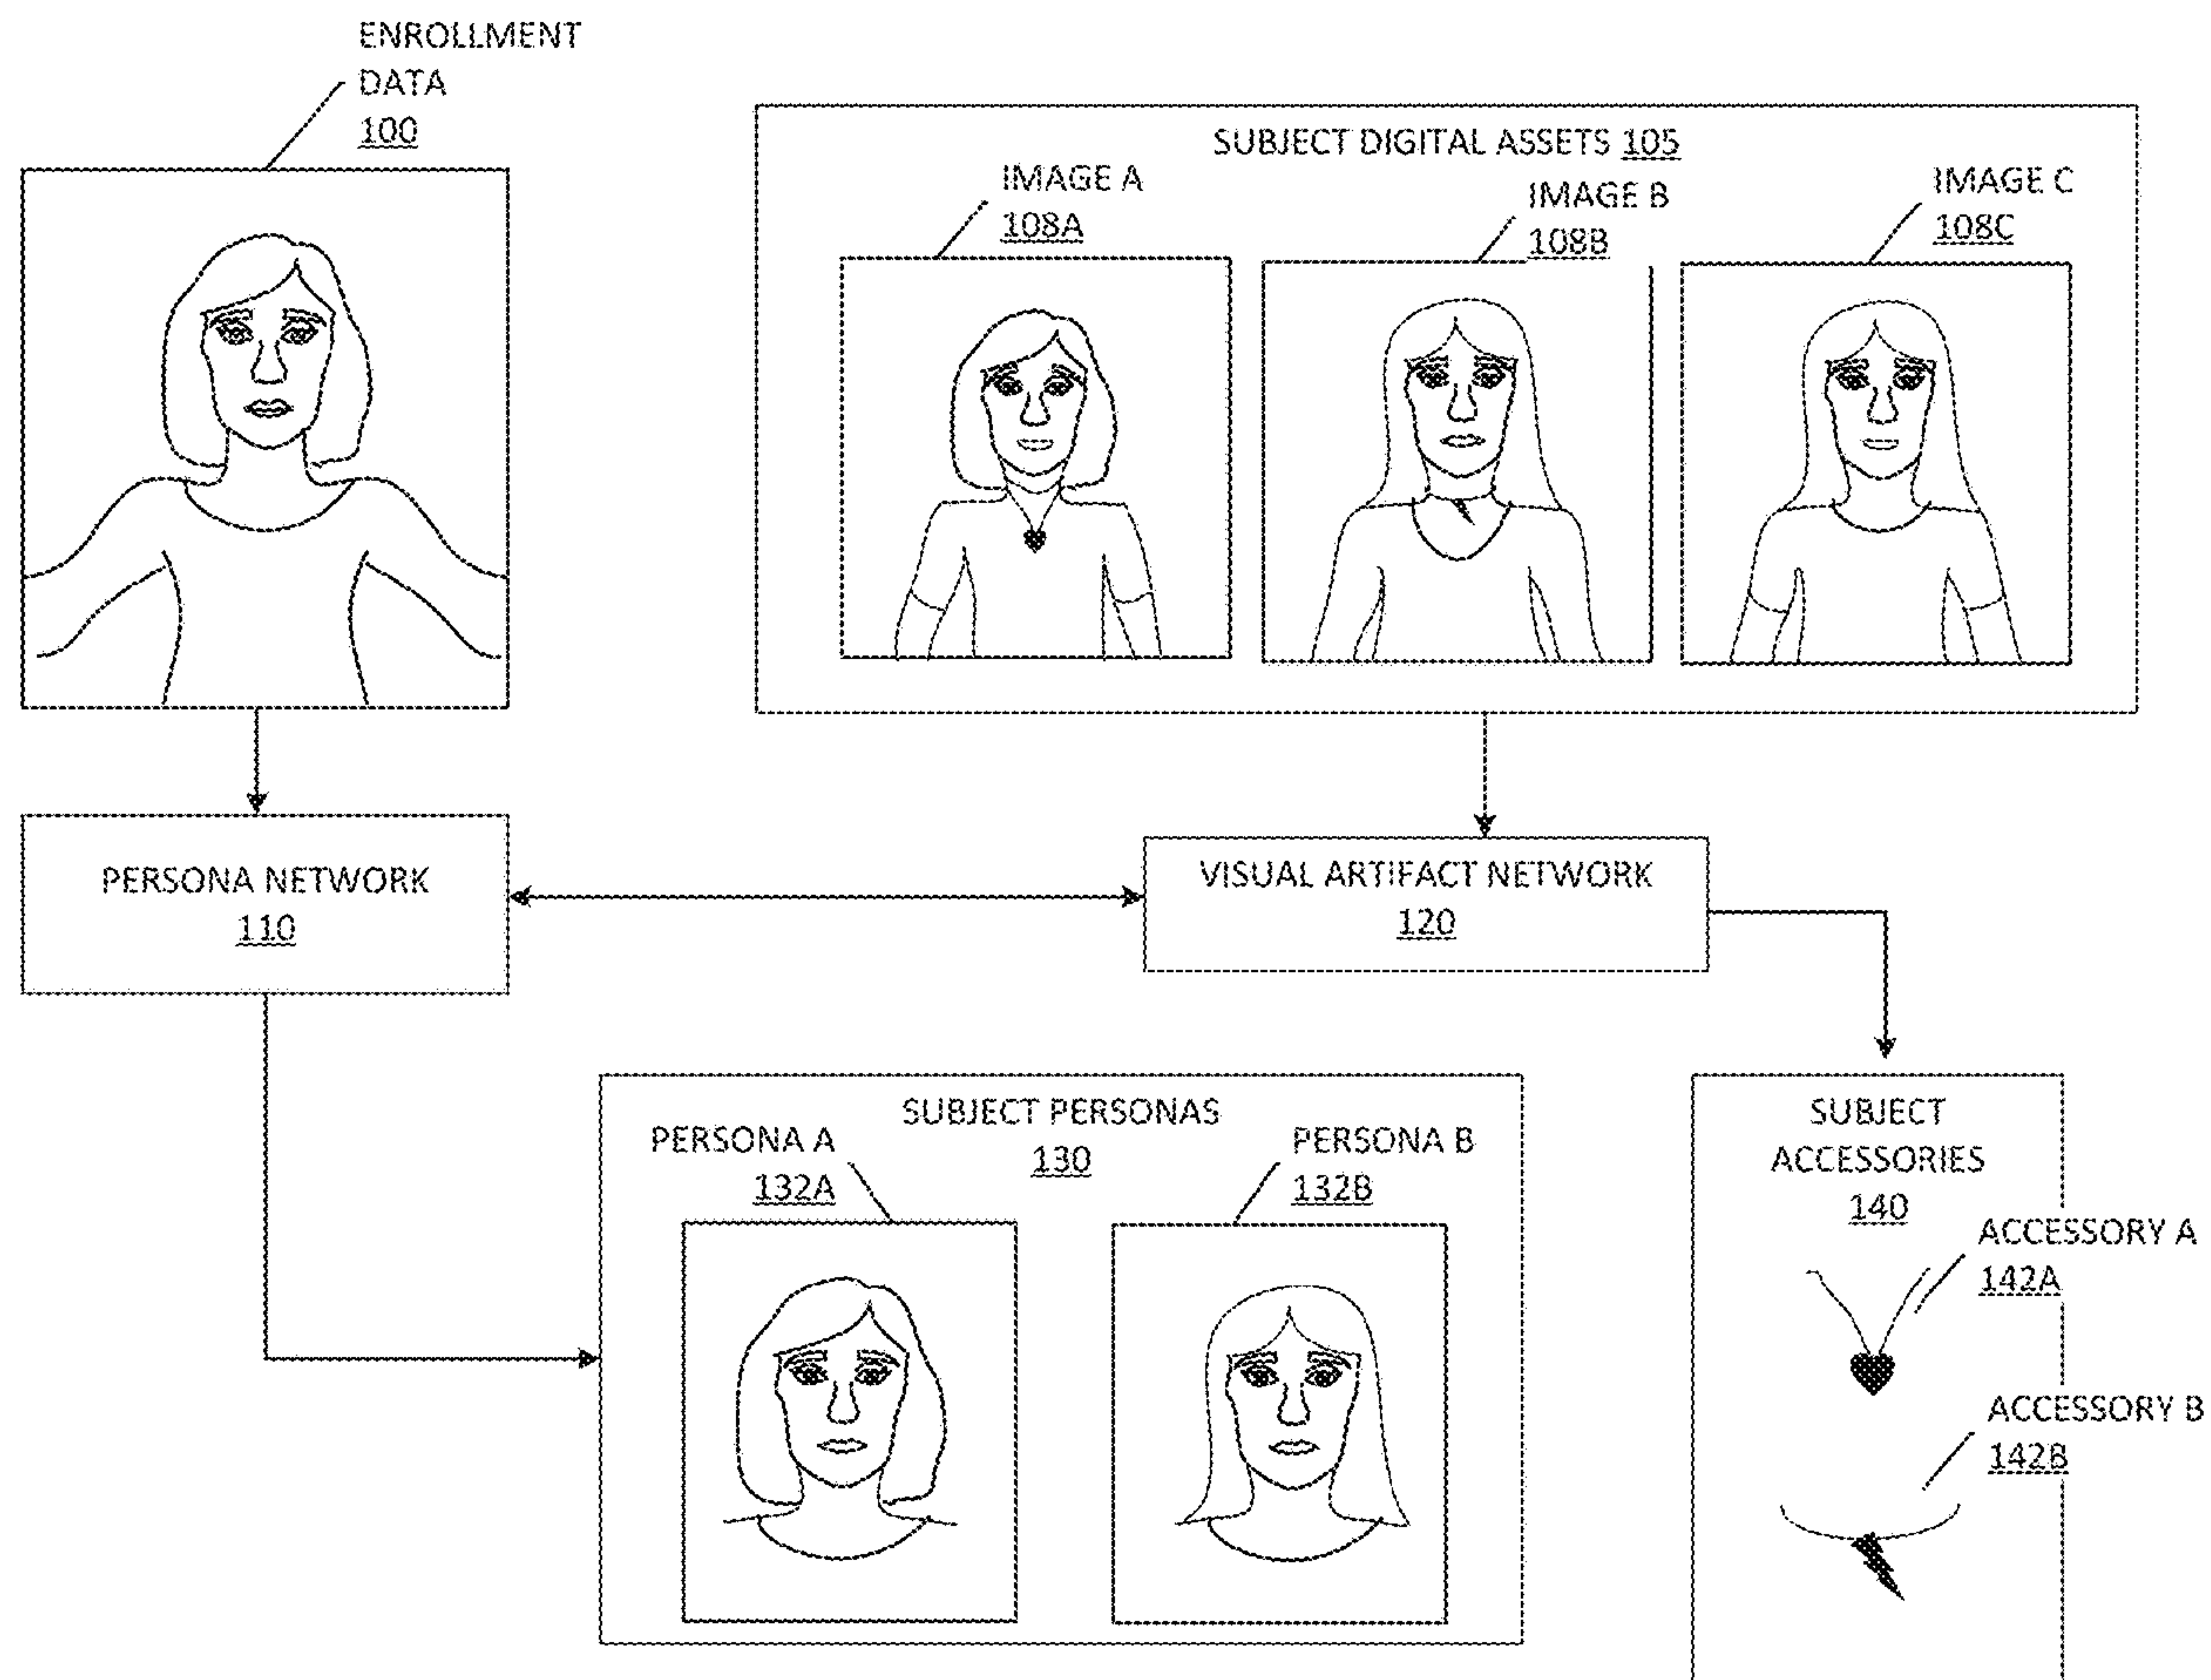 ENROLLMENT
DATA
100
SUBJECT DIGITAL ASSETS 105
IMAGE A
108A
IMAGE B
108B
IMAGE C
108C
PERSONA NETWORK
110
VISUAL ARTIFACT NETWORK
120
SUBJECT PERSONAS
130
PERSONA A
132A
PERSONA B
132B
SUBJECT
ACCESSORIES
140
ACCESSORY A
142A
ACCESSORY B
142B